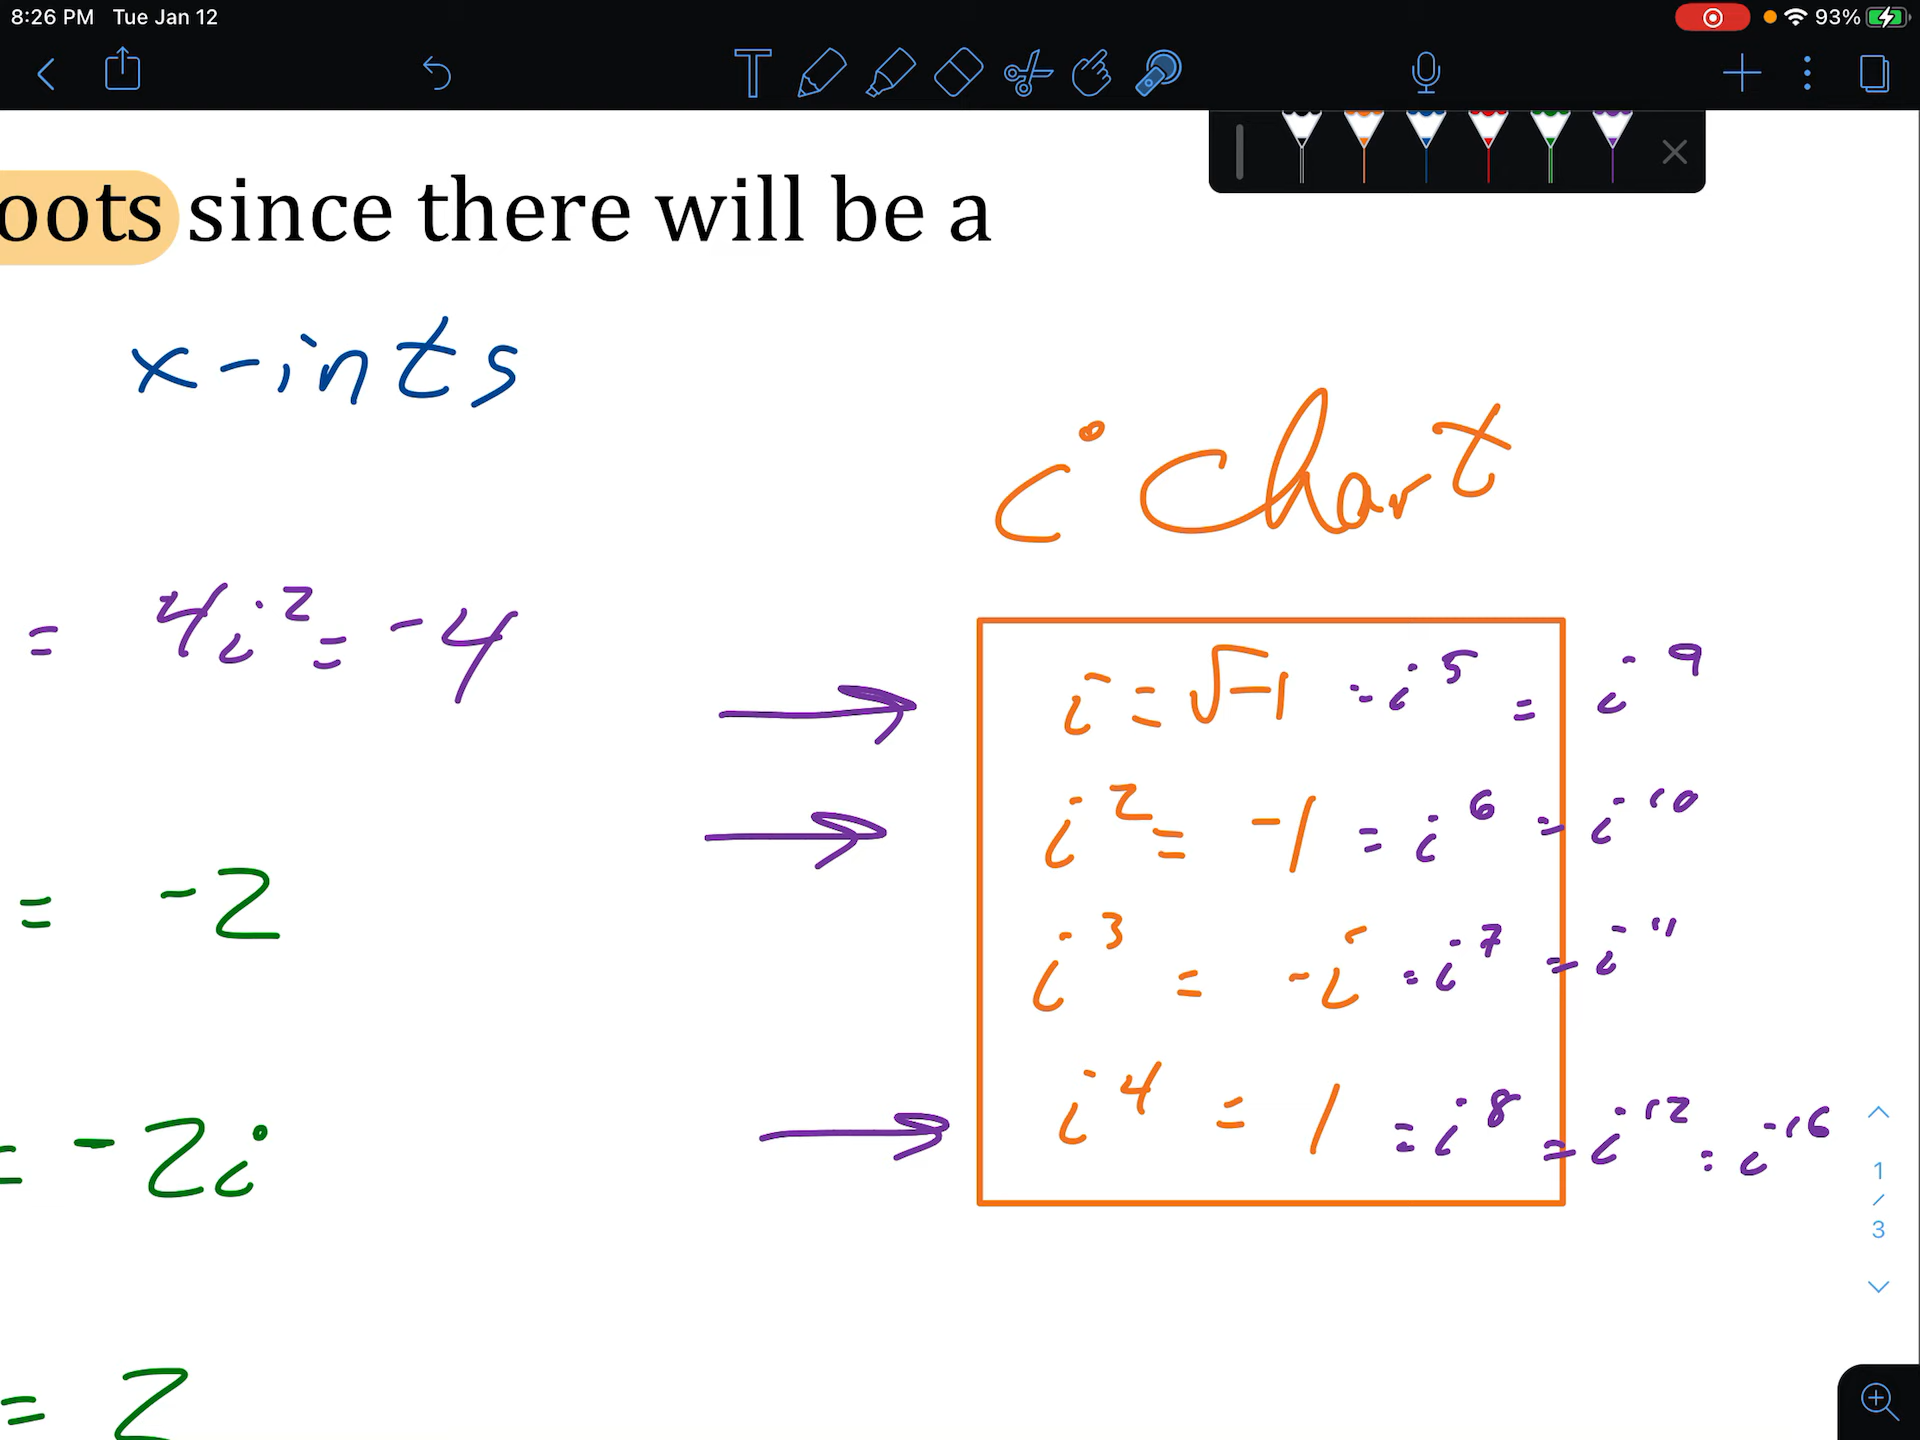 8:26 PM Tue Jan 12
93%
T
oots since there will be a
x-ints
i chart
= 4i² = -4
i = √-1 = i⁵ = i⁹
i² = -1 = i⁶ = i¹⁰
= -2
i³ = -i = i⁷ = i¹¹
i⁴ = 1 = i⁸ = i¹² = i¹⁶
= -2i
1
/
3
= 2